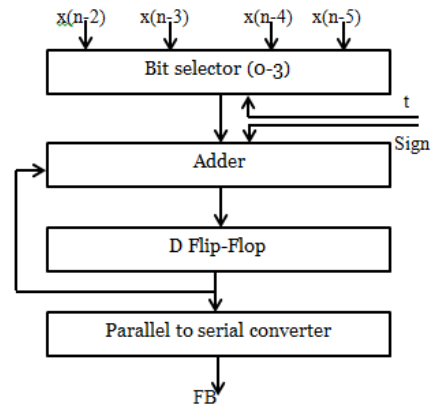 x(n-2) x(n-3) x(n-4) x(n-5)
Bit selector (0-3)
t
Sign
Adder
D Flip-Flop
Parallel to serial converter
FB